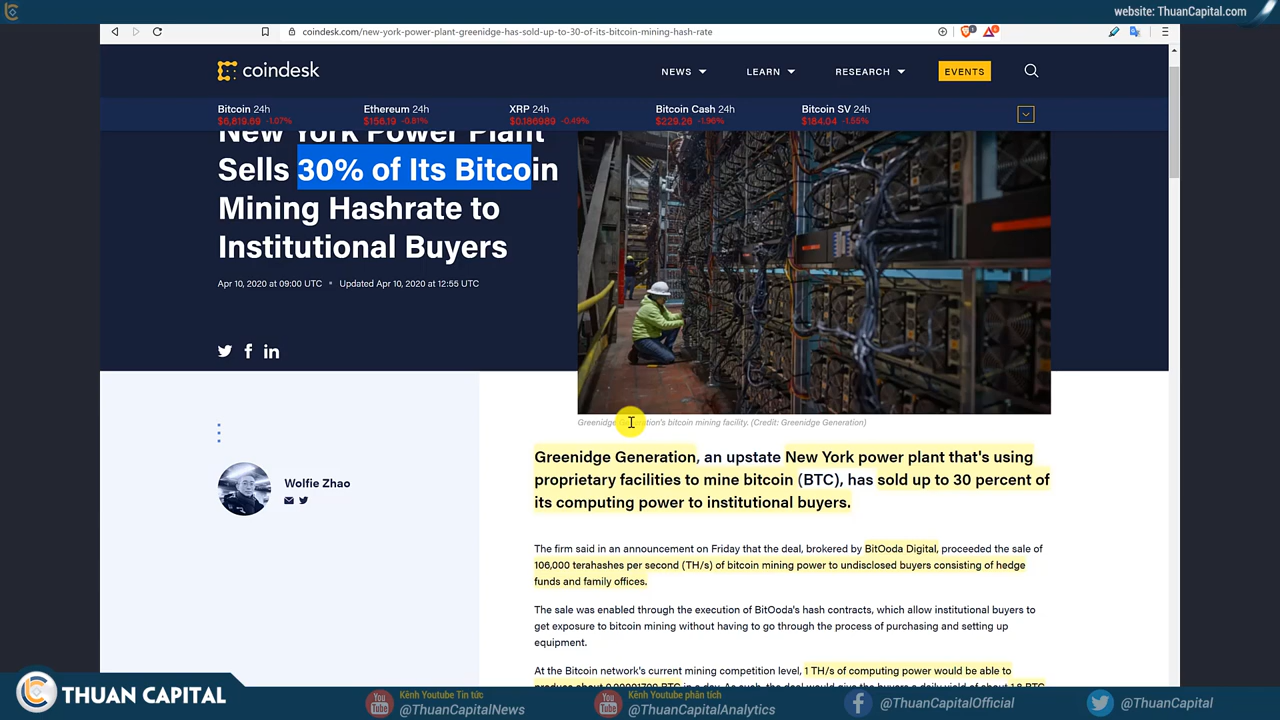 website: ThuanCapital.com
coindesk.com/new-york-power-plant-greenidge-has-sold-up-to-30-of-its-bitcoin-mining-hash-rate
coindesk
NEWS LEARN RESEARCH EVENTS
Bitcoin 24h Ethereum 24h XRP 24h Bitcoin Cash 24h Bitcoin SV 24h
$6,819.69 -1.07% $156.19 -0.81% $0.186989 -0.49% $229.26 -1.96% $184.04 -1.55%
New York Power Plant
Sells 30% of Its Bitcoin
Mining Hashrate to
Institutional Buyers
Apr 10, 2020 at 09:00 UTC • Updated Apr 10, 2020 at 12:55 UTC
Greenidge Generation's bitcoin mining facility. (Credit: Greenidge Generation)
Wolfie Zhao
Greenidge Generation, an upstate New York power plant that's using
proprietary facilities to mine bitcoin (BTC), has sold up to 30 percent of
its computing power to institutional buyers.
The firm said in an announcement on Friday that the deal, brokered by BitOoda Digital, proceeded the sale of
106,000 terahashes per second (TH/s) of bitcoin mining power to undisclosed buyers consisting of hedge
funds and family offices.
The sale was enabled through the execution of BitOoda's hash contracts, which allow institutional buyers to
get exposure to bitcoin mining without having to go through the process of purchasing and setting up
equipment.
At the Bitcoin network's current mining competition level, 1 TH/s of computing power would be able to
THUAN CAPITAL
Kênh Youtube Tin tức
@ThuanCapitalNews
Kênh Youtube phân tích
@ThuanCapitalAnalytics
@ThuanCapitalOfficial
@ThuanCapital